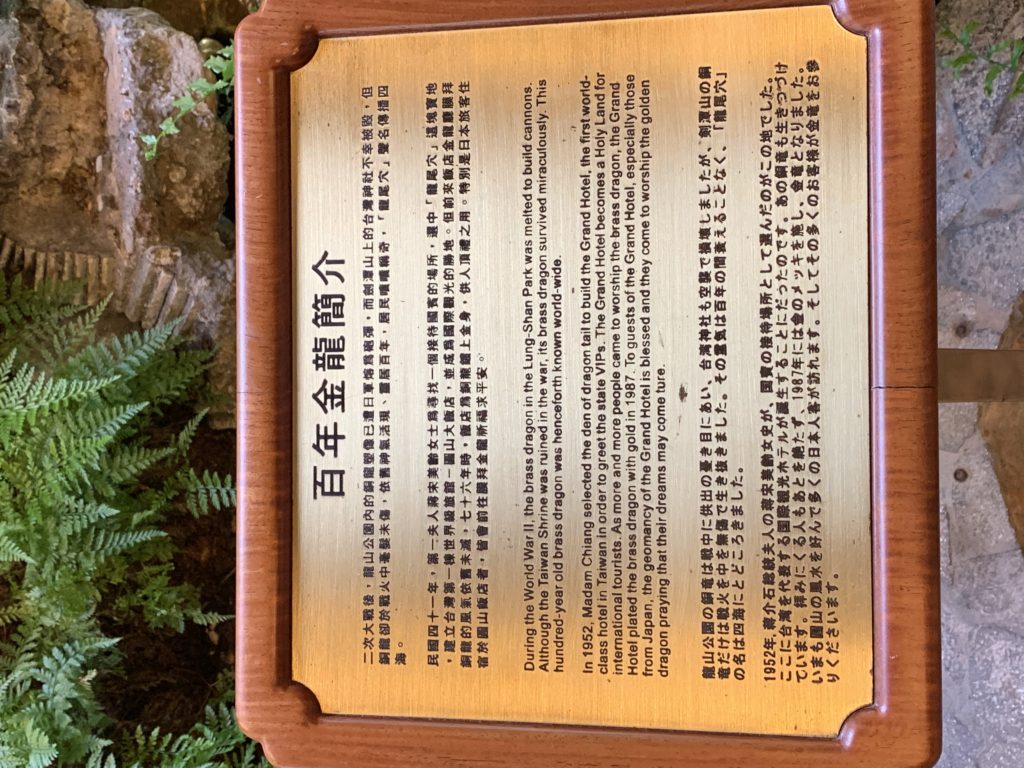 百年金龍簡介
二次大戰後，龍山公園內的銅龍塑像已遭日軍熔為砲彈，而劍潭山上的台灣神社不幸被毀，但
銅龍卻於戰火中毫髮未傷，依舊神氣活現、靈居百年，居民嘖嘖稱奇，「龍尾穴」聲名傳播四
海。
民國四十一年，第一夫人蔣宋美齡女士為尋找一個接待國賓的場所，選中「龍尾穴」這塊寶地
，建立台灣第一棟世界級旅館－圓山大飯店，並成為國際觀光的勝地。但前來飯店金龍廳膜拜
銅龍的風氣依舊未減，七十六年時，飯店為銅龍鍍上金身，供人頂禮之用。特別是日本旅客住
宿於圓山飯店者，皆會前往膜拜金龍祈福求平安。
During the World War II, the brass dragon in the Lung-Shan Park was melted to build cannons.
Although the Taiwan Shrine was ruined in the war, its brass dragon survived miraculously. This
hundred-year old brass dragon was henceforth known world-wide.
In 1952, Madam Chiang selected the den of dragon tail to build the Grand Hotel, the first world-
class hotel in Taiwan in order to greet the state VIPs. The Grand Hotel becomes a Holy Land for
international tourists. As more and more people came to worship the brass dragon, the Grand
Hotel plated the brass dragon with gold in 1987. To guests of the Grand Hotel, especially those
from Japan, the geomancy of the Grand Hotel is blessed and they come to worship the golden
dragon praying that their dreams may come ture.
龍山公園の銅竜は戦中に供出の憂き目にあい、台湾神社も空襲で損壊しましたが、剣潭山の銅
竜だけは戦火を中を無傷で生き抜きました。その霊気は百年の間衰えることなく、「龍尾穴」
の名は四海にとどろきました。
1952年、蒋介石総統夫人の蒋宋美齢女史が、国賓の接待場所として選んだのがこの地でした。
ここに台湾を代表する国際観光ホテルが誕生することにだったのです。あの銅竜も生きつづけ
ています。拝みにくる人もあとを絶たず、1987年には金のメッキを施し、金竜となりました。
いまも圓山の風水を好んで多くの日本人客が訪れます。そしてその多くのお客様が金竜をお参
りくださいます。